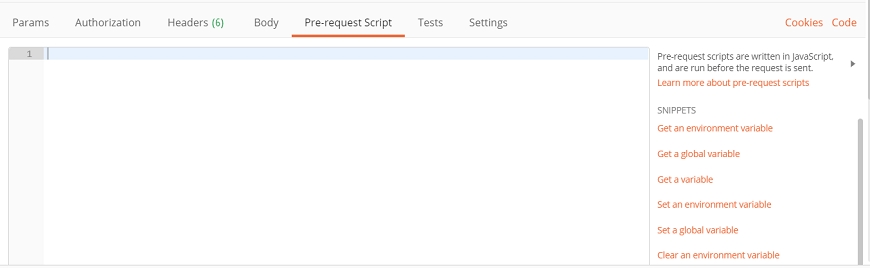 Params Authorization Headers (6) Body Pre-request Script Tests Settings Cookies Code
1
Pre-request scripts are written in JavaScript,
and are run before the request is sent.
Learn more about pre-request scripts
SNIPPETS
Get an environment variable
Get a global variable
Get a variable
Set an environment variable
Set a global variable
Clear an environment variable